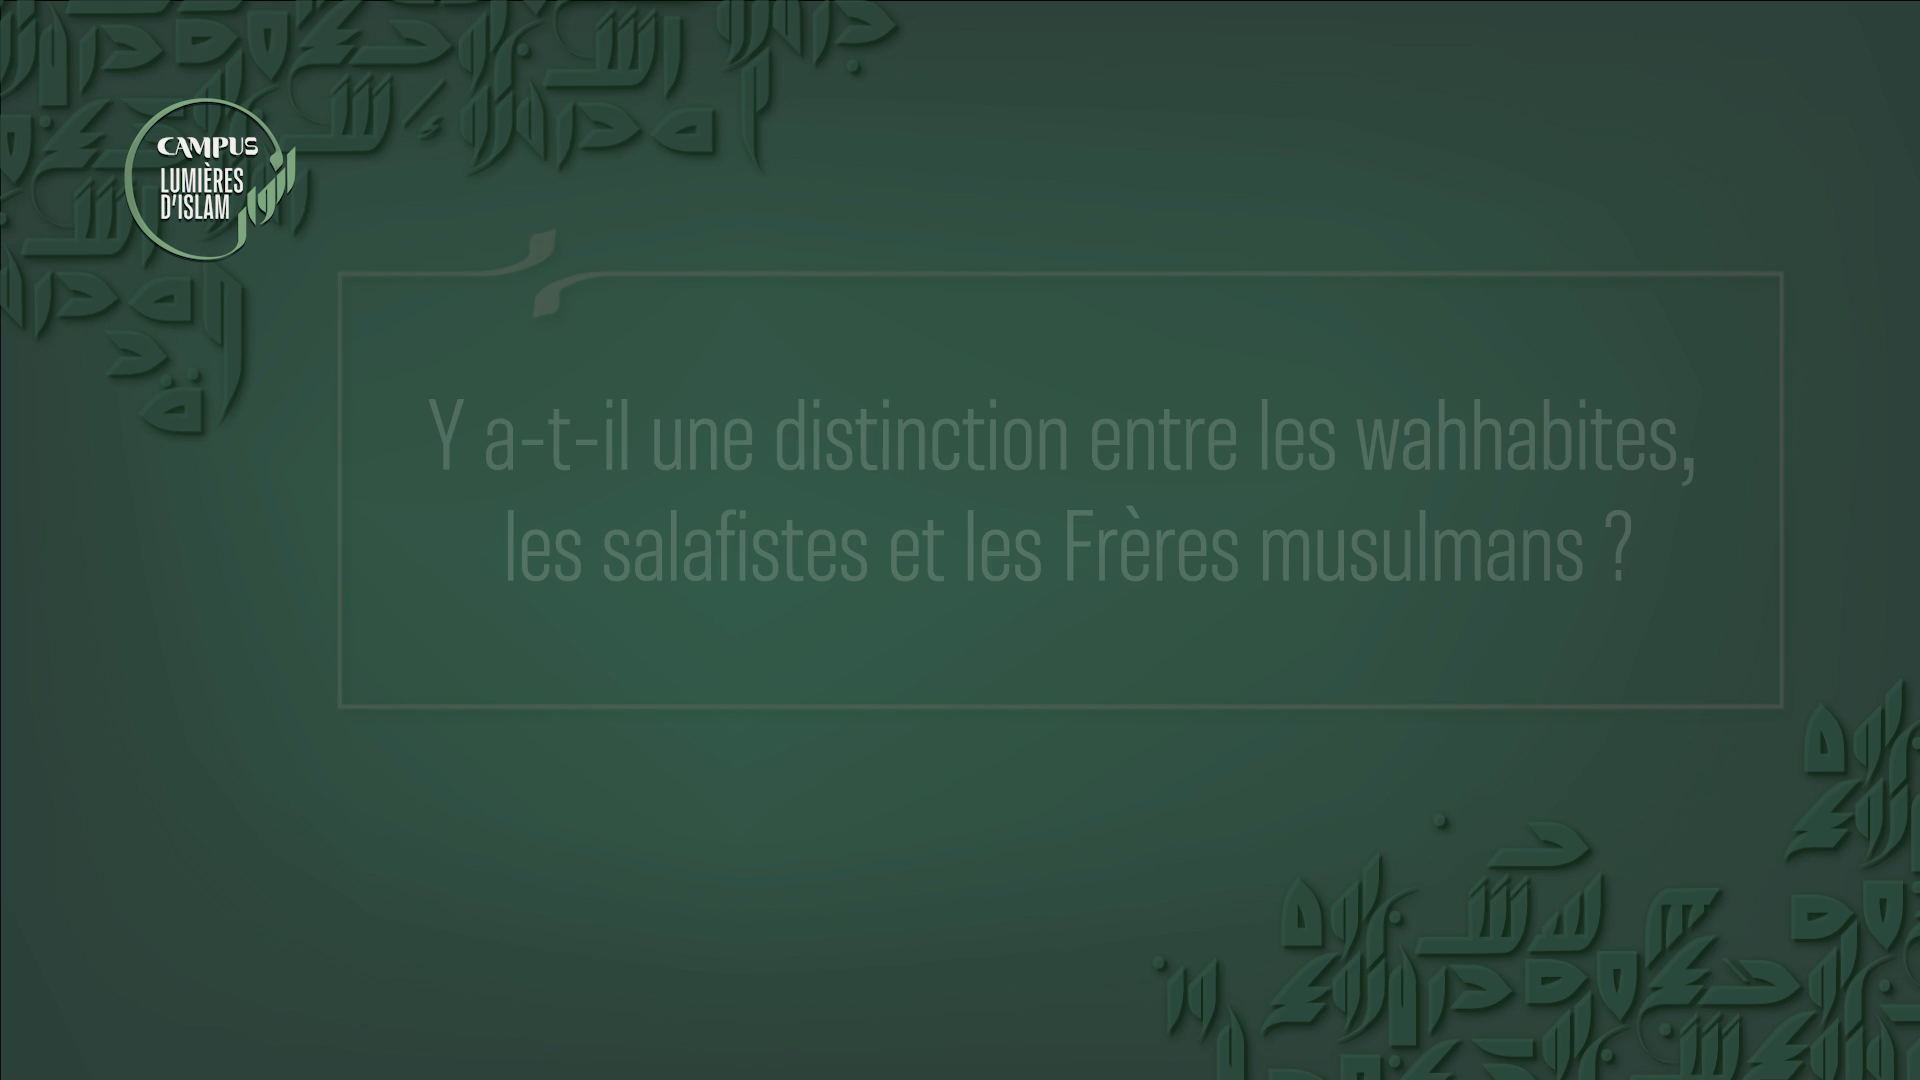 CAMPUS
LUMIÈRES
D'ISLAM
Y a-t-il une distinction entre les wahhabites,
les salafistes et les Frères musulmans ?